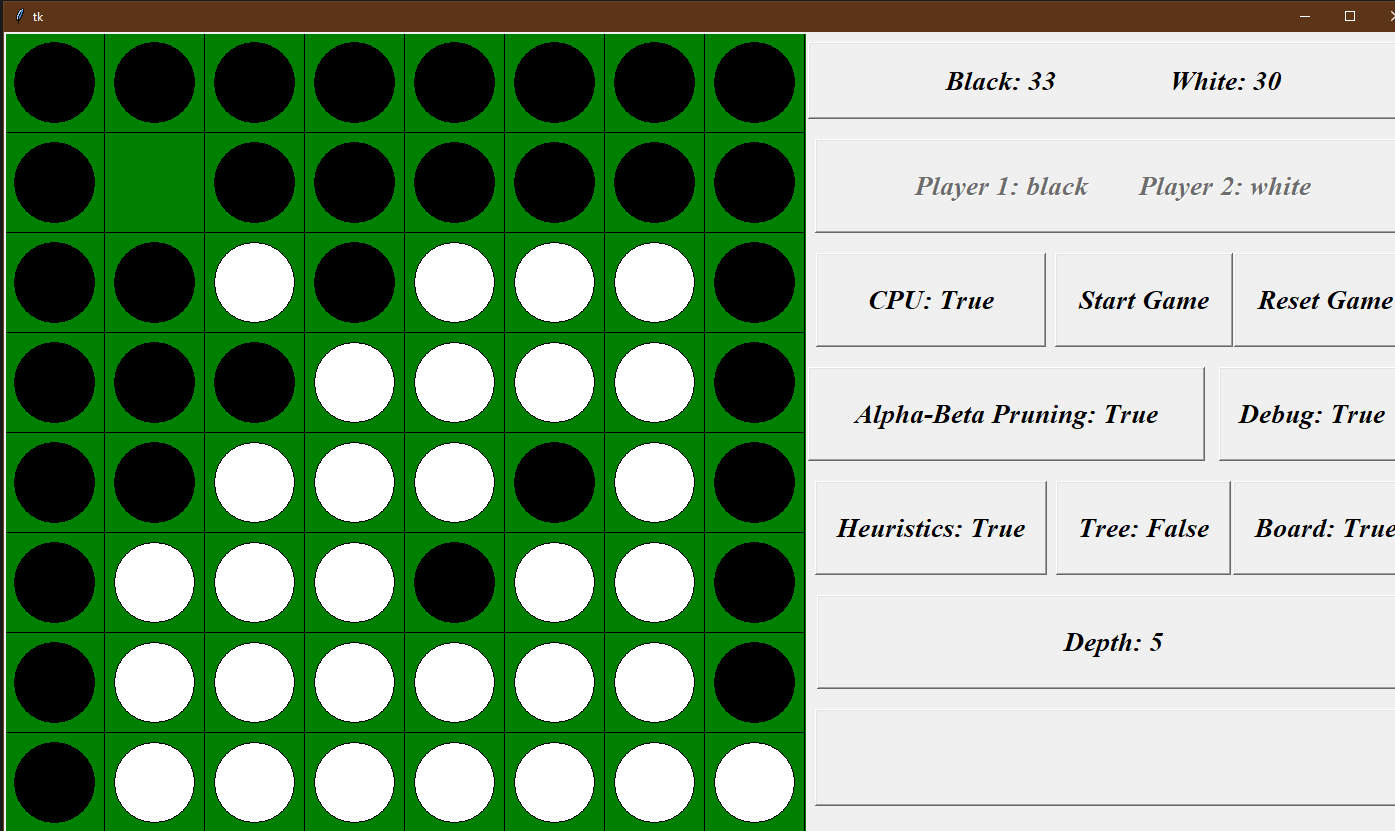 tk
Black: 33 White: 30
Player 1: black Player 2: white
CPU: True Start Game Reset Game
Alpha-Beta Pruning: True Debug: True
Heuristics: True Tree: False Board: True
Depth: 5